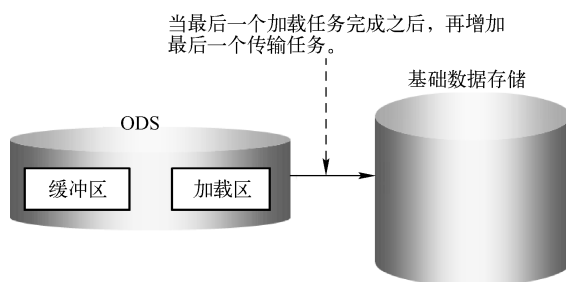 当最后一个加载任务完成之后，再增加
最后一个传输任务。
基础数据存储
ODS
缓冲区
加载区